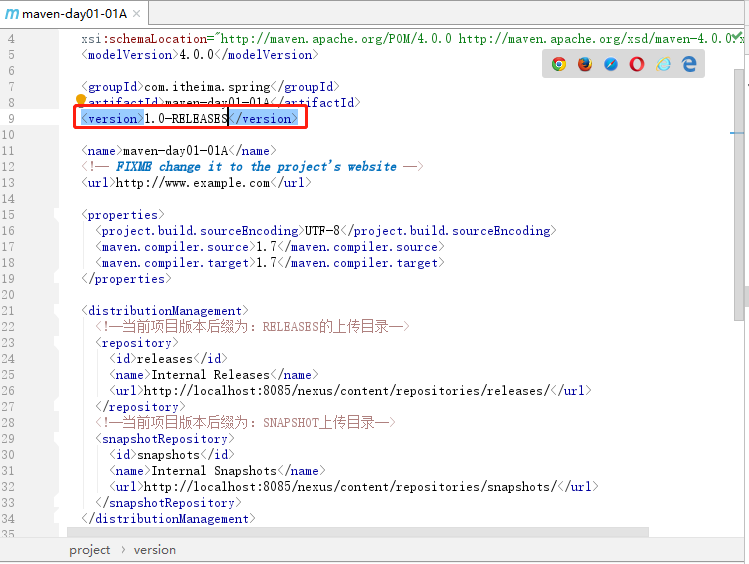 maven-day01-01A
4 xsi:schemaLocation="http://maven.apache.org/POM/4.0.0 http://maven.apache.org/xsd/maven-4.0.0.x
5 <modelVersion>4.0.0</modelVersion>
6
7 <groupId>com.itheima.spring</groupId>
8 <artifactId>maven-day01-01A</artifactId>
9 <version>1.0-RELEASES</version>
10
11 <name>maven-day01-01A</name>
12 <!-- FIXME change it to the project's website -->
13 <url>http://www.example.com</url>
14
15 <properties>
16 <project.build.sourceEncoding>UTF-8</project.build.sourceEncoding>
17 <maven.compiler.source>1.7</maven.compiler.source>
18 <maven.compiler.target>1.7</maven.compiler.target>
19 </properties>
20
21 <distributionManagement>
22 <!--当前项目版本后缀为：RELEASES的上传目录-->
23 <repository>
24 <id>releases</id>
25 <name>Internal Releases</name>
26 <url>http://localhost:8085/nexus/content/repositories/releases/</url>
27 </repository>
28 <!--当前项目版本后缀为：SNAPSHOT上传目录-->
29 <snapshotRepository>
30 <id>snapshots</id>
31 <name>Internal Snapshots</name>
32 <url>http://localhost:8085/nexus/content/repositories/snapshots/</url>
33 </snapshotRepository>
34 </distributionManagement>
35
project › version